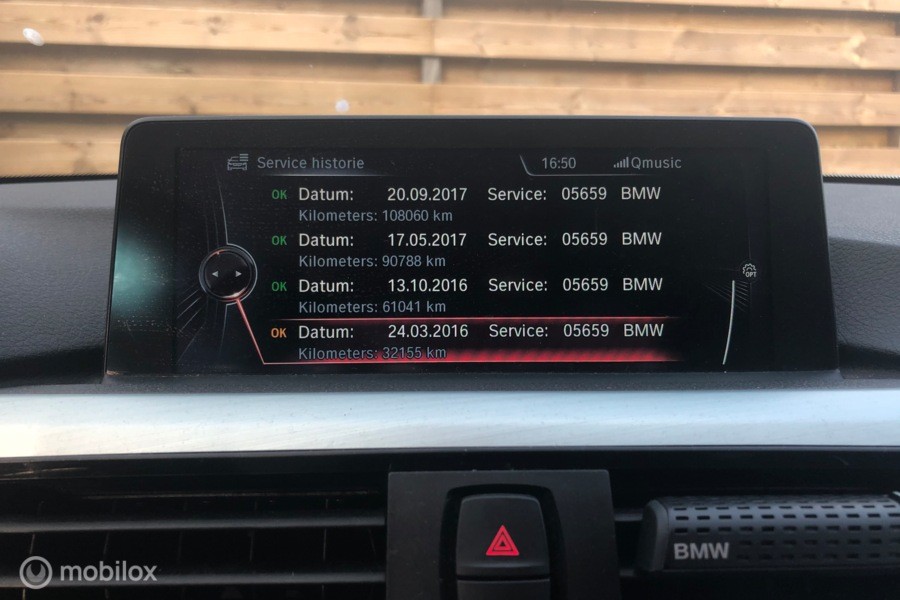 Service historie 16:50 Qmusic
OK Datum: 20.09.2017 Service: 05659 BMW
Kilometers: 108060 km
OK Datum: 17.05.2017 Service: 05659 BMW
Kilometers: 90788 km
OK Datum: 13.10.2016 Service: 05659 BMW
Kilometers: 61041 km
OK Datum: 24.03.2016 Service: 05659 BMW
Kilometers: 32155 km
OPT
BMW
mobilox